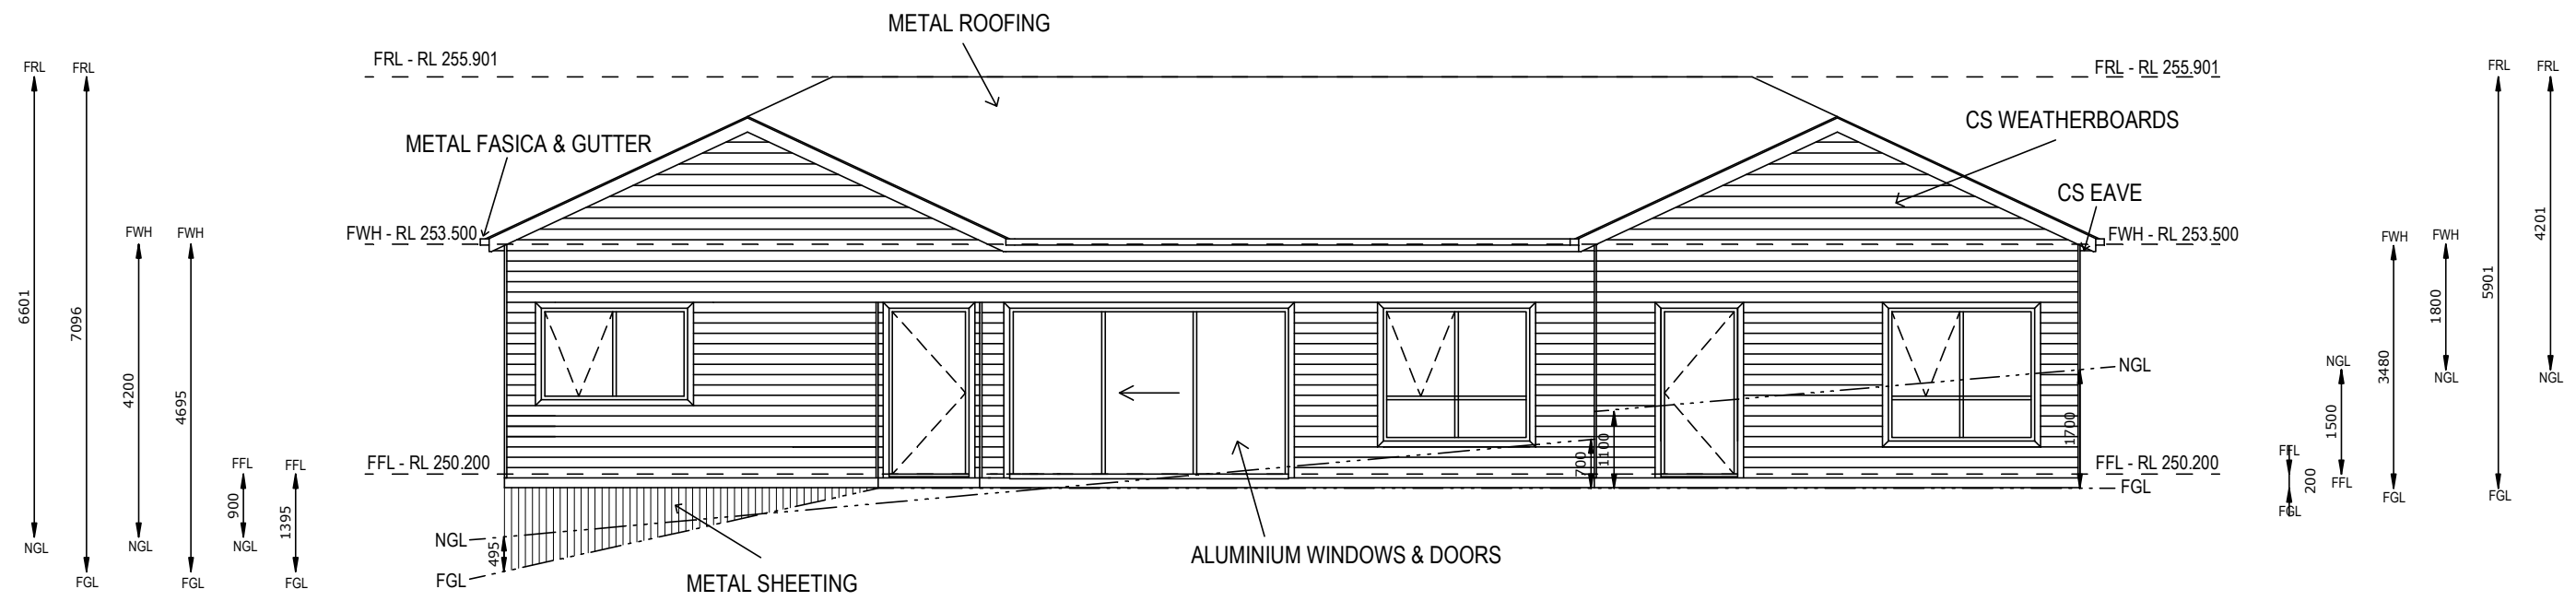 METAL ROOFING
FRL - RL 255.901
FRL - RL 255.901
FRL
FRL
FRL
FRL
CS WEATHERBOARDS
METAL FASICA & GUTTER
CS EAVE
FWH
FWH
FWH - RL 253.500
FWH - RL 253.500
FWH
FWH
6601
7096
4200
4695
3480
1800
5901
4201
NGL
NGL
NGL
NGL
1500
1700
1100
700
FFL
FFL
FFL - RL 250.200
FFL - RL 250.200
FFL
FFL
200
900
1395
FGL
FGL
FGL
FGL
FGL
NGL
NGL
NGL
NGL
495
FGL
FGL
FGL
FGL
ALUMINIUM WINDOWS & DOORS
METAL SHEETING